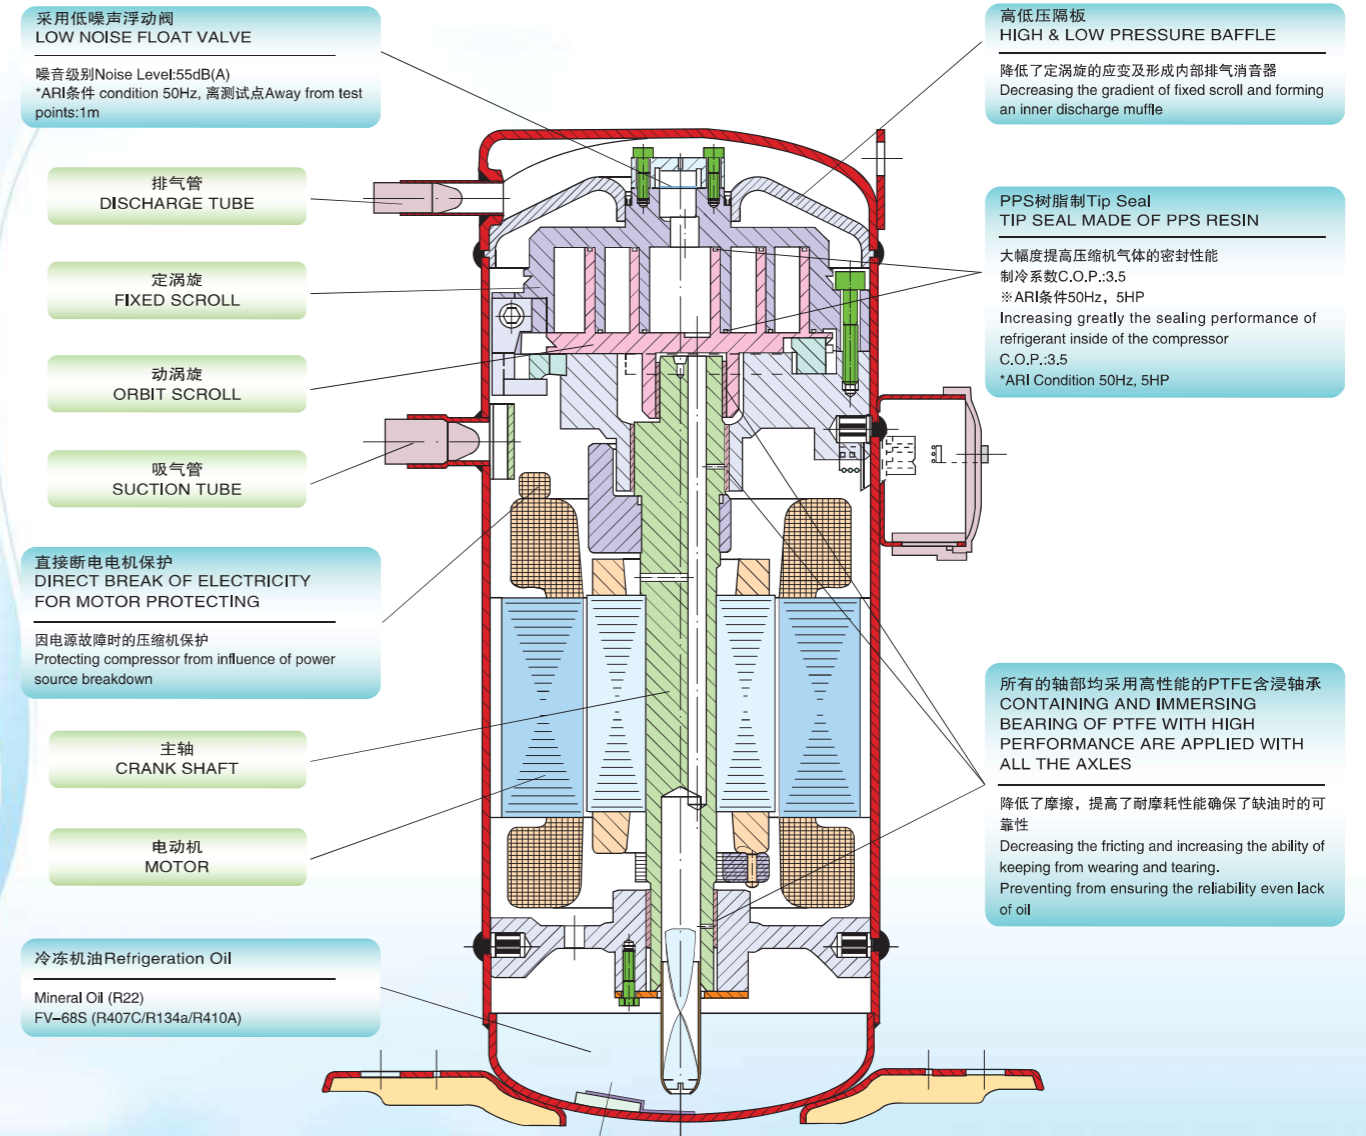 采用低噪声浮动阀
LOW NOISE FLOAT VALVE
噪音级别Noise Level:55dB(A)
*ARI条件 condition 50Hz, 离测试点Away from test
points:1m
排气管
DISCHARGE TUBE
定涡旋
FIXED SCROLL
动涡旋
ORBIT SCROLL
吸气管
SUCTION TUBE
直接断电电机保护
DIRECT BREAK OF ELECTRICITY
FOR MOTOR PROTECTING
因电源故障时的压缩机保护
Protecting compressor from influence of power
source breakdown
主轴
CRANK SHAFT
电动机
MOTOR
冷冻机油Refrigeration Oil
Mineral Oil (R22)
FV-68S (R407C/R134a/R410A)
高低压隔板
HIGH & LOW PRESSURE BAFFLE
降低了定涡旋的应变及形成内部排气消音器
Decreasing the gradient of fixed scroll and forming
an inner discharge muffle
PPS树脂制Tip Seal
TIP SEAL MADE OF PPS RESIN
大幅度提高压缩机气体的密封性能
制冷系数C.O.P.:3.5
※ARI条件50Hz，5HP
Increasing greatly the sealing performance of
refrigerant inside of the compressor
C.O.P.:3.5
*ARI Condition 50Hz, 5HP
所有的轴部均采用高性能的PTFE含浸轴承
CONTAINING AND IMMERSING
BEARING OF PTFE WITH HIGH
PERFORMANCE ARE APPLIED WITH
ALL THE AXLES
降低了摩擦，提高了耐摩耗性能确保了缺油时的可
靠性
Decreasing the fricting and increasing the ability of
keeping from wearing and tearing.
Preventing from ensuring the reliability even lack
of oil